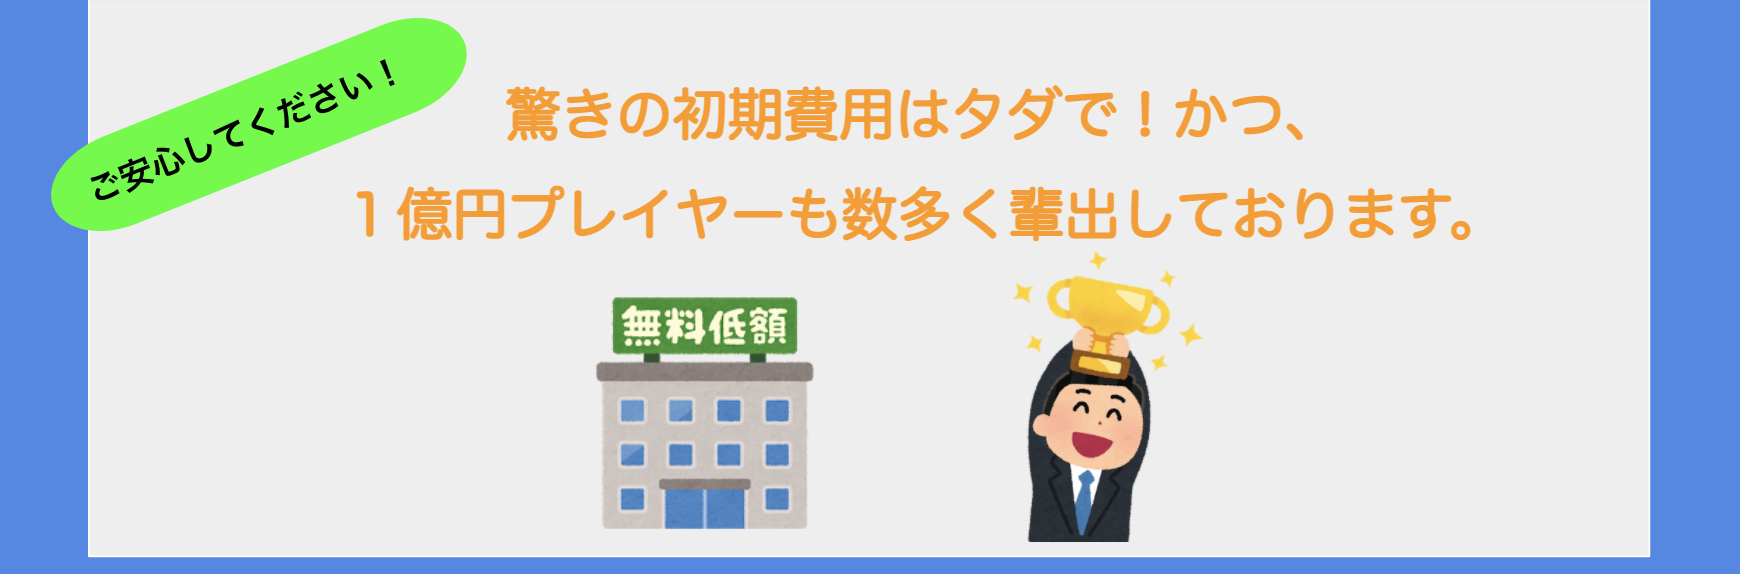 ご安心してください！
驚きの初期費用はタダで！かつ、
１億円プレイヤーも数多く輩出しております。
無料低額